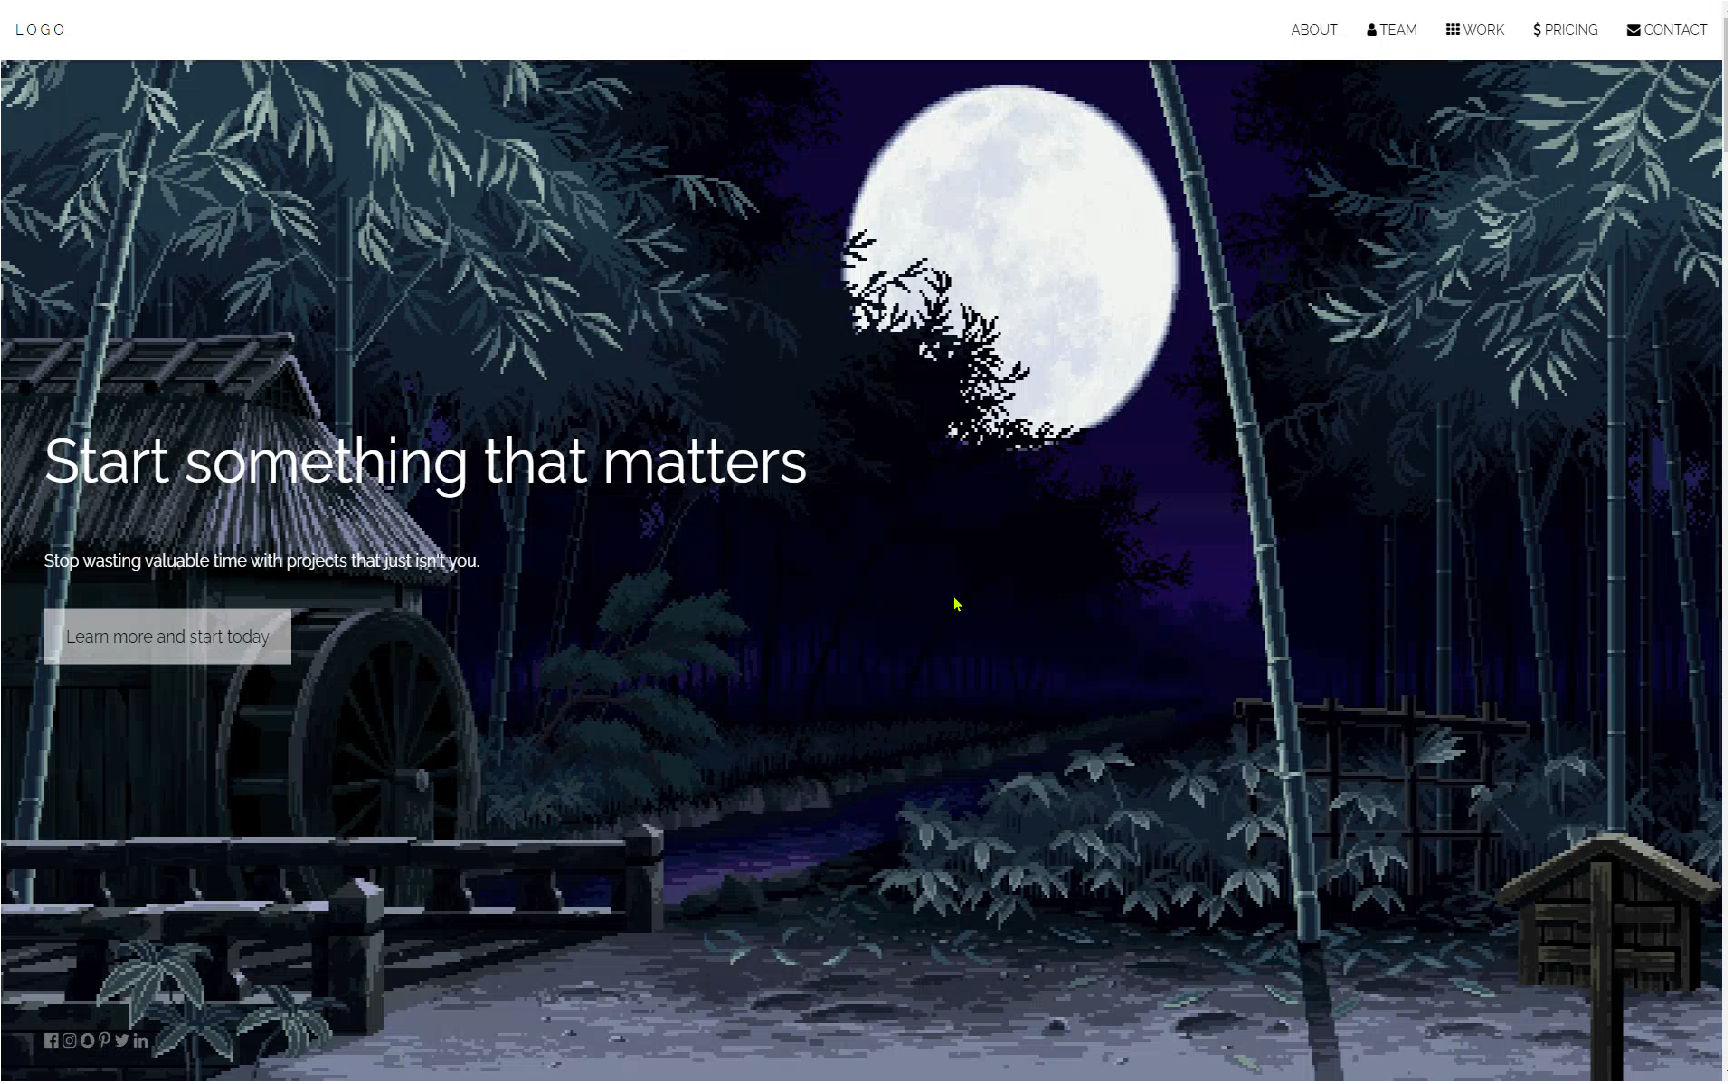 LOGO
ABOUT TEAM WORK PRICING CONTACT
Start something that matters
Stop wasting valuable time with projects that just isn't you.
Learn more and start today